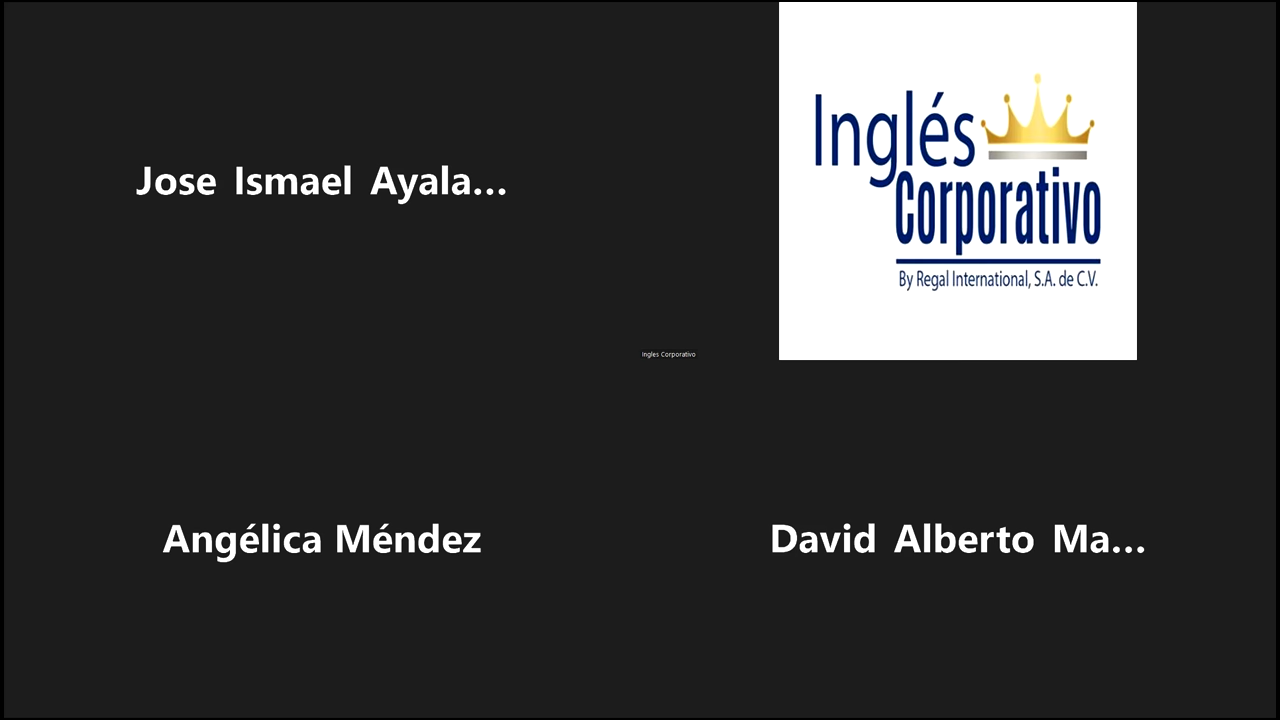 Jose Ismael Ayala...
Inglés
Corporativo
By Regal International, S.A. de C.V.
Ingles Corporativo
Angélica Méndez
David Alberto Ma...